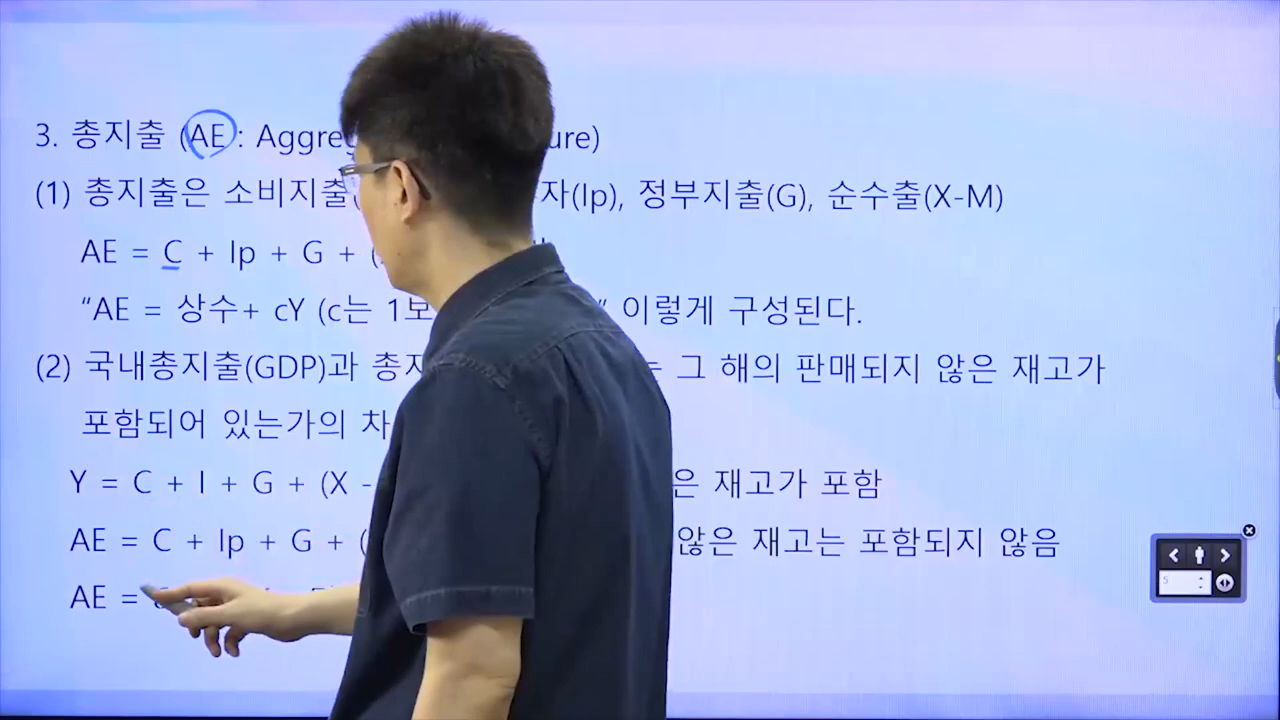 3. 총지출 (AE : Aggre ure)
(1) 총지출은 소비지출( 자(Ip), 정부지출(G), 순수출(X-M)
AE = C + Ip + G + (
“AE = 상수+ cY (c는 1보 ” 이렇게 구성된다.
(2) 국내총지출(GDP)과 총지 는 그 해의 판매되지 않은 재고가
포함되어 있는가의 차
Y = C + I + G + (X - 은 재고가 포함
AE = C + Ip + G + ( 않은 재고는 포함되지 않음
AE =
5